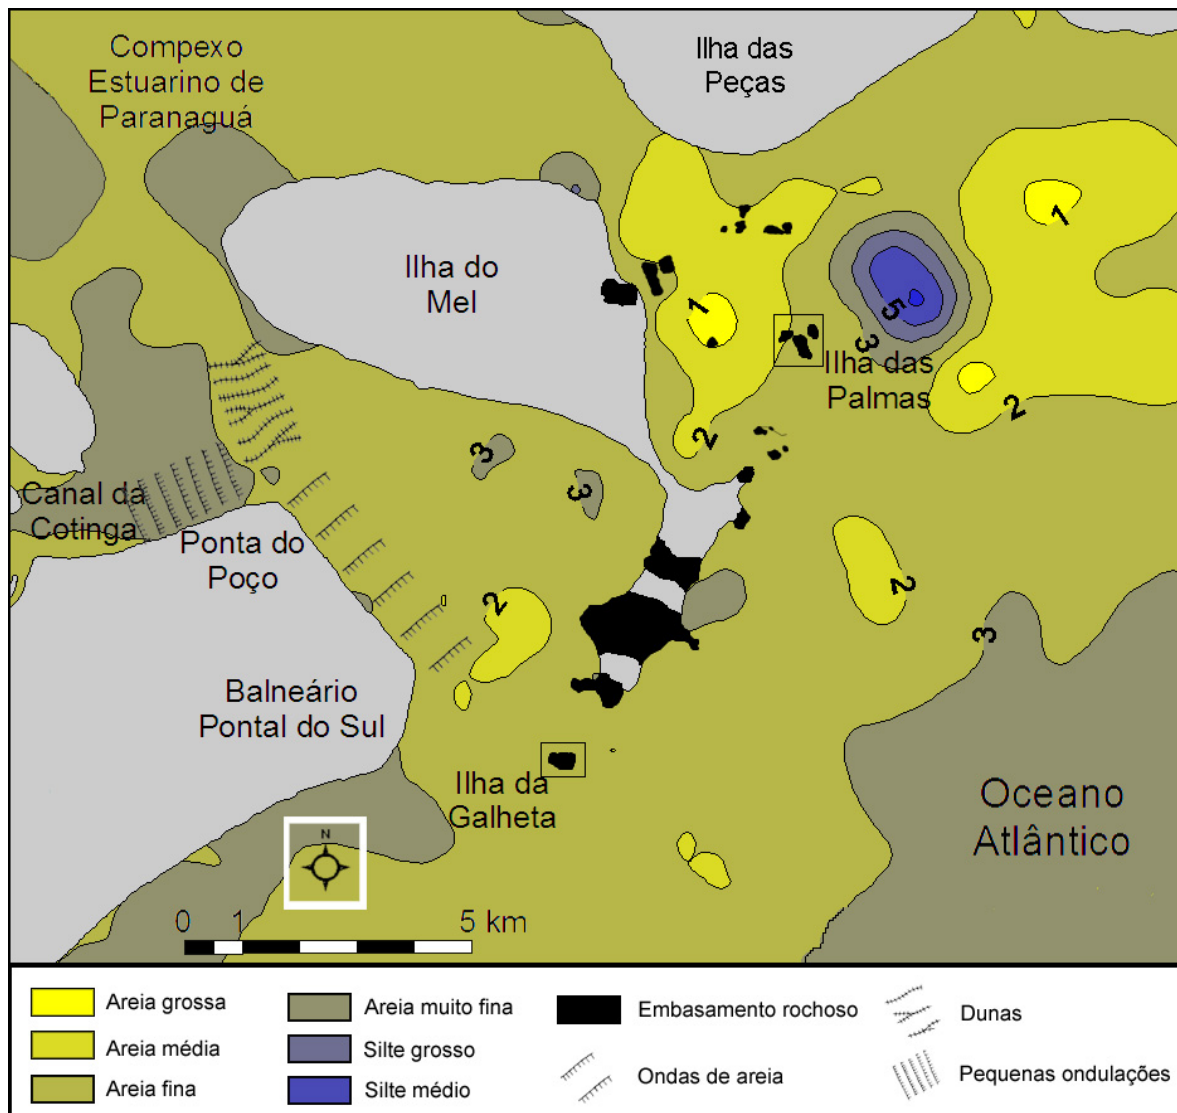 Compexo
Estuarino de
Paranaguá
Ilha das
Peças
Ilha do
Mel
1
1
5
3
Ilha das
Palmas
2
2
3
3
Canal da
Cotinga
Ponta do
Poço
2
2
3
Balneário
Pontal do Sul
Ilha da
Galheta
Oceano
Atlântico
N
0 1 5 km
Areia grossa
Areia média
Areia fina
Areia muito fina
Silte grosso
Silte médio
Embasamento rochoso
Ondas de areia
Dunas
Pequenas ondulações